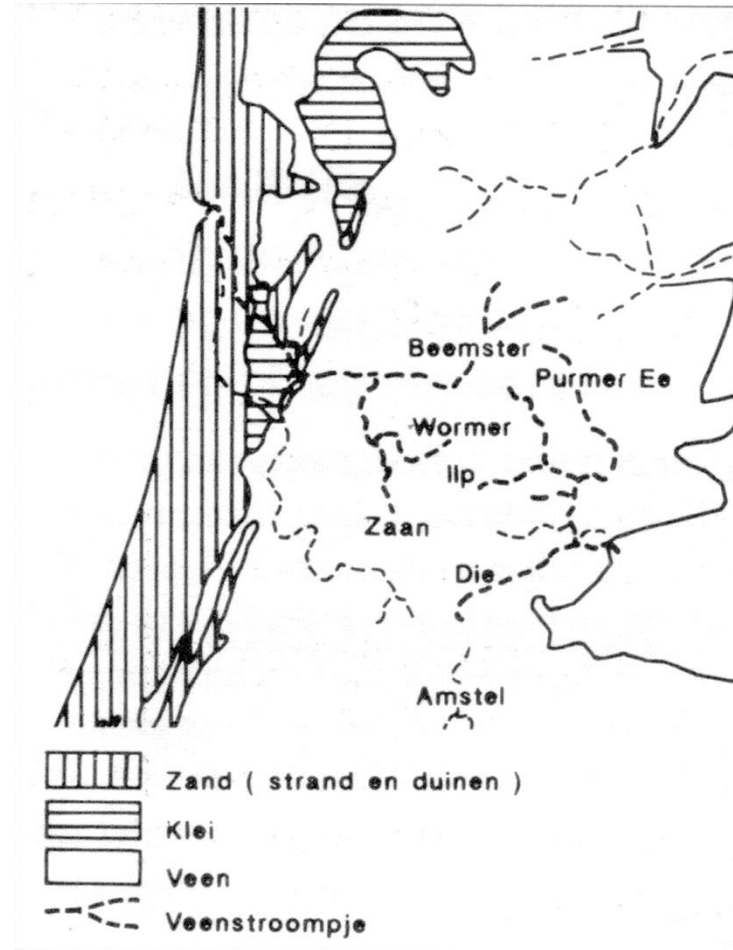 Beemster
Purmer Ee
Wormer
Ilp
Zaan
Die
Amstel
Zand ( strand en duinen )
Klei
Veen
Veenstroompje